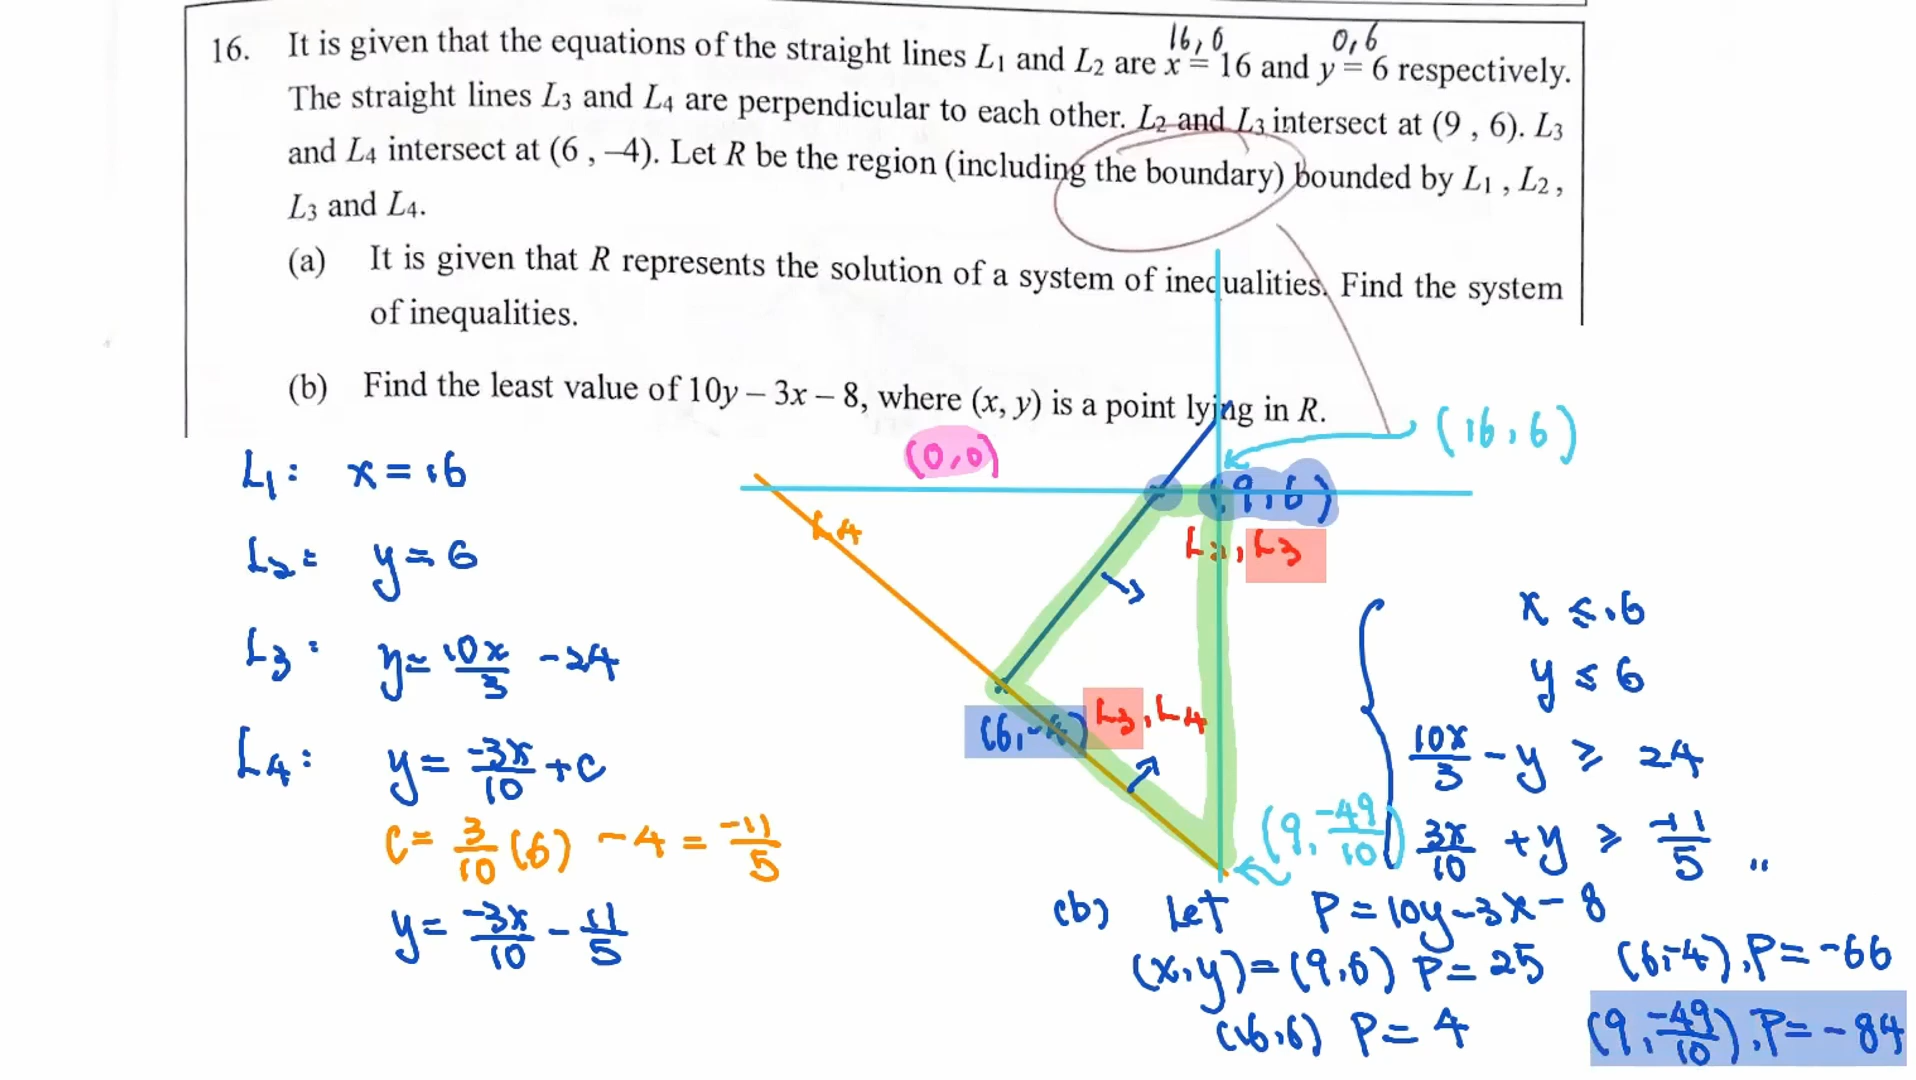 16. It is given that the equations of the straight lines L₁ and L₂ are x = 16 and y = 6 respectively.
16,0
0,6
The straight lines L₃ and L₄ are perpendicular to each other. L₂ and L₃ intersect at (9 , 6). L₃
and L₄ intersect at (6 , –4). Let R be the region (including the boundary) bounded by L₁ , L₂ ,
L₃ and L₄.
(a) It is given that R represents the solution of a system of inequalities. Find the system
of inequalities.
(b) Find the least value of 10y – 3x – 8, where (x, y) is a point lying in R.
L₁: x = 16
L₂: y = 6
L₃: y = 10x/3 - 24
L₄: y = -3x/10 + c
c = 3/10 (6) - 4 = -11/5
y = -3x/10 - 11/5
(0,0)
(16,6)
(9,6)
L4
L2, L3
(6,-4)
L3, L4
(9, -49/10)
x ≤ 16
y ≤ 6
10x/3 - y ≥ 24
3x/10 + y ≥ -11/5 ,,
(b) Let P = 10y - 3x - 8
(x,y) = (9,6) P = 25
(6,-4), P = -66
(16,6) P = 4
(9, -49/10), P = -84